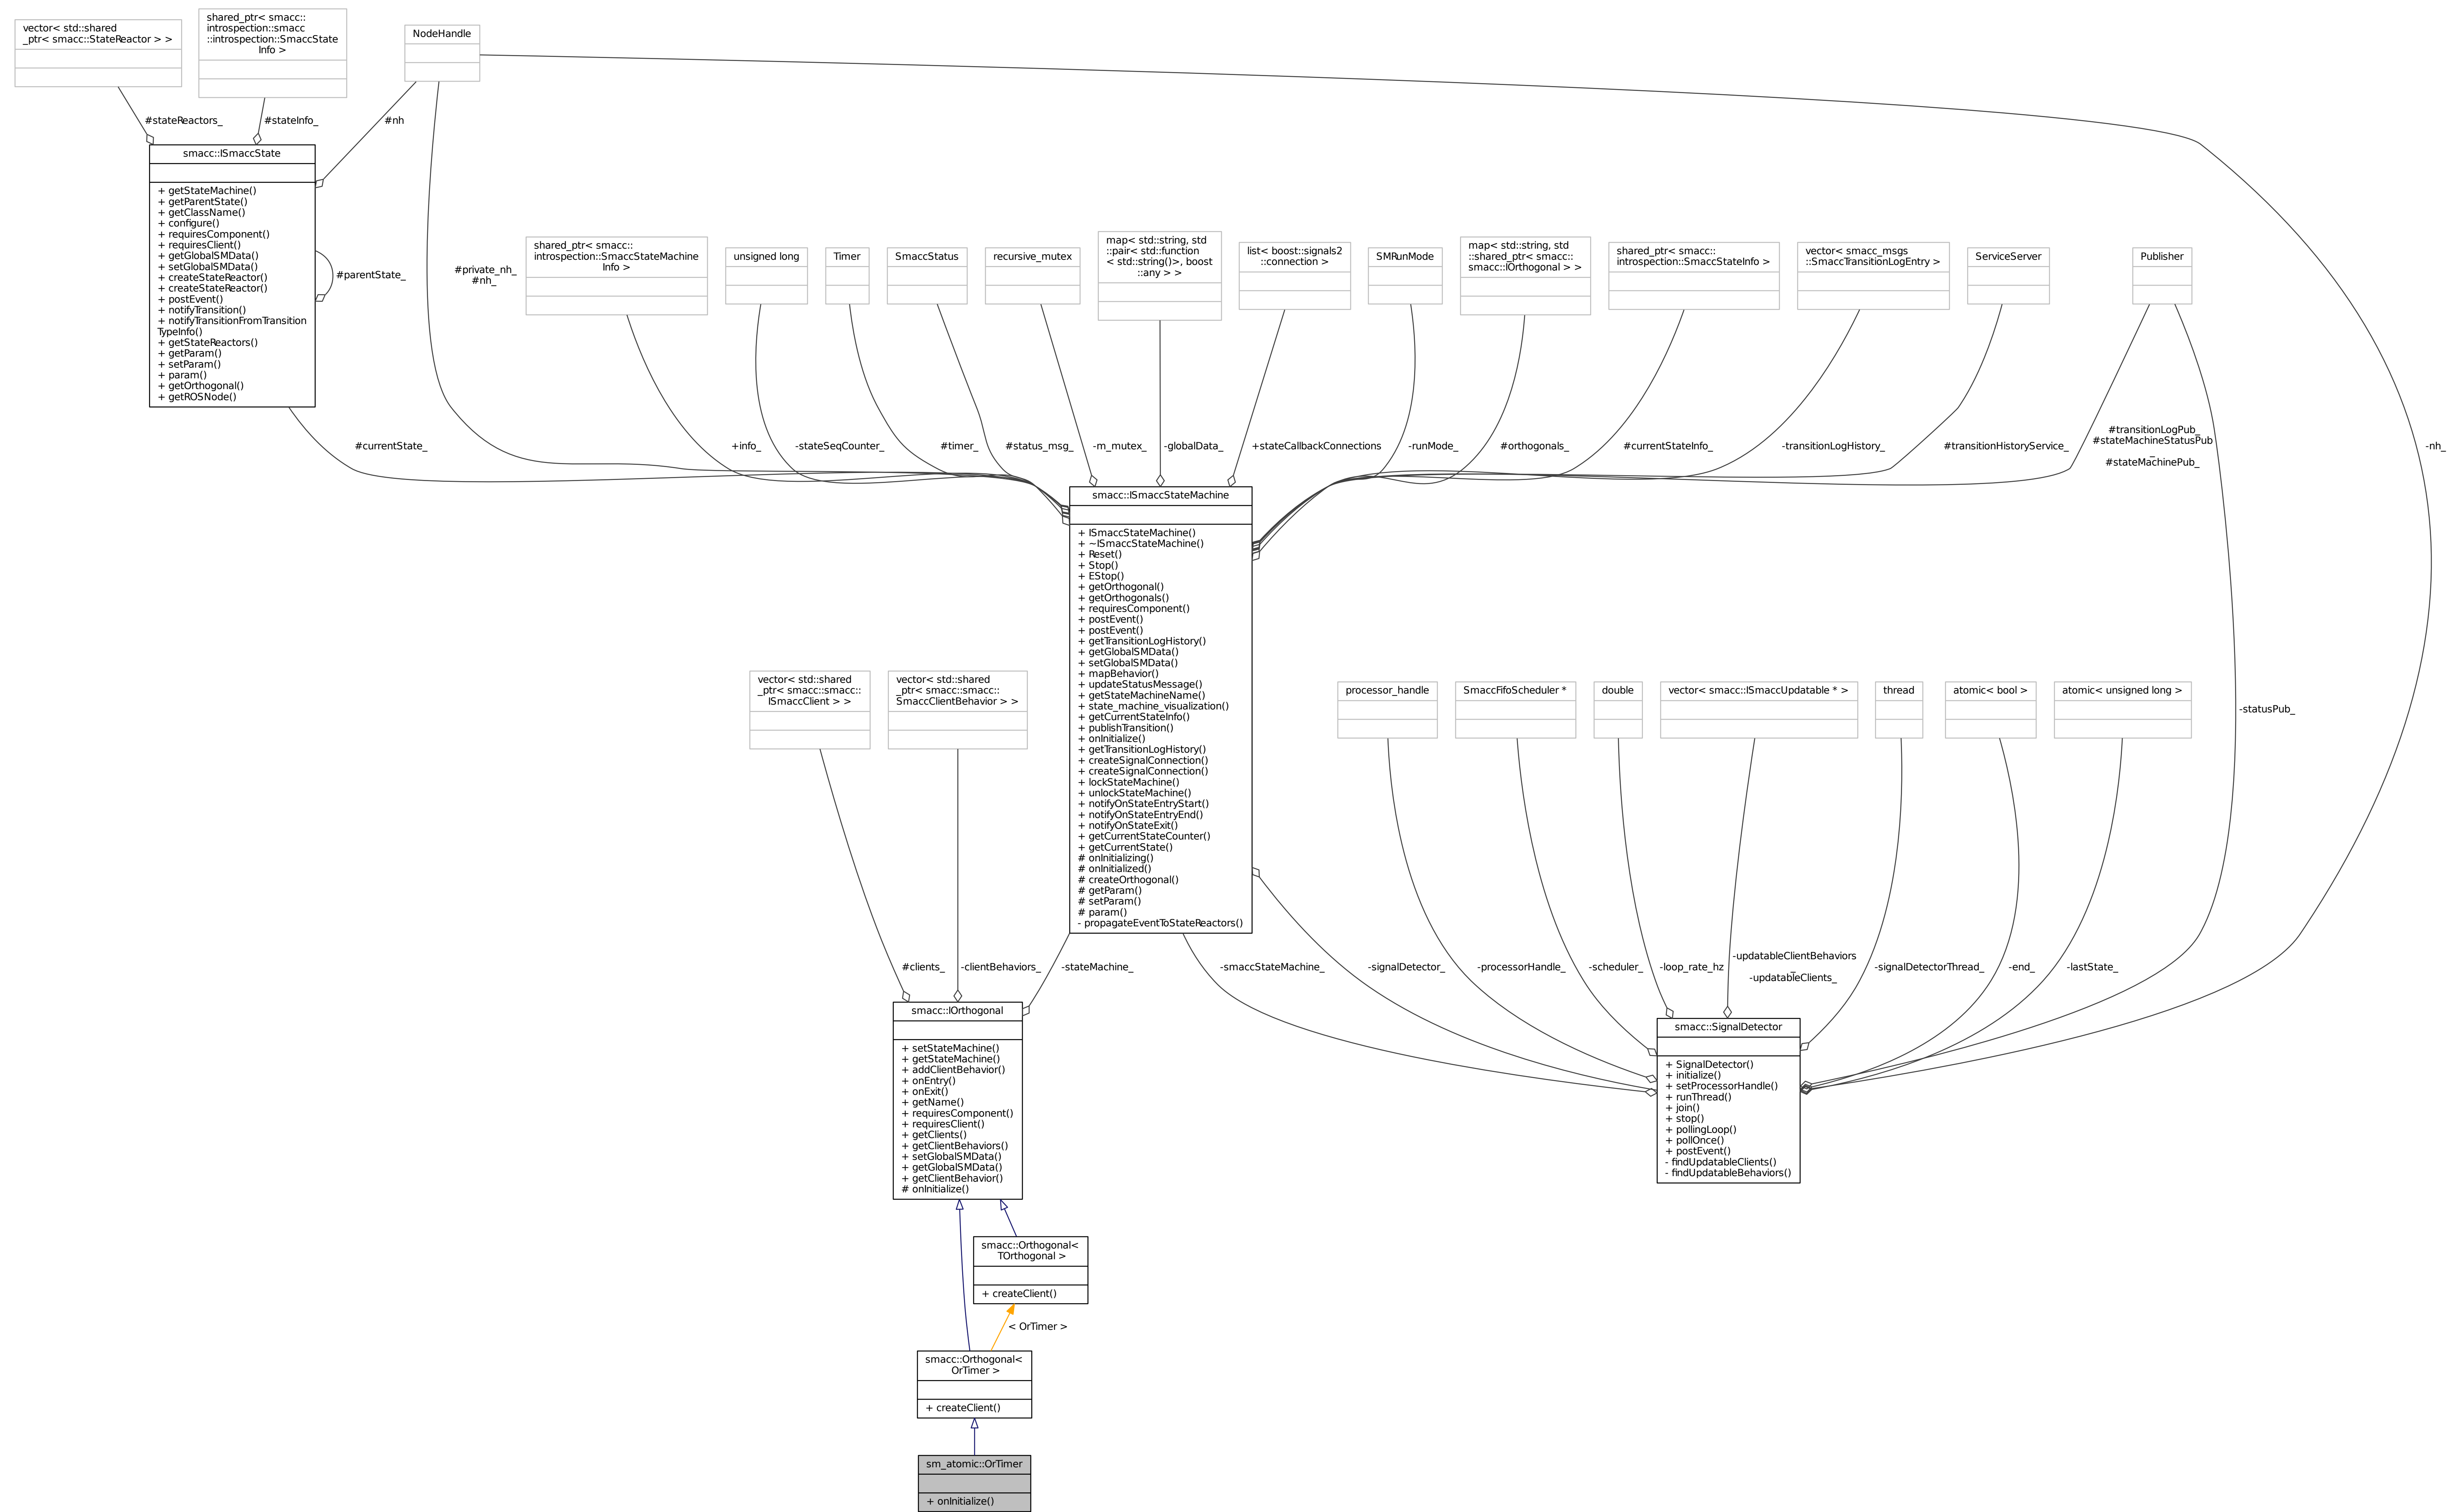 vector< std::shared
_ptr< smacc::StateReactor > >
shared_ptr< smacc::
introspection::smacc
::introspection::SmaccState
Info >
NodeHandle
#stateReactors_
#stateInfo_
#nh
smacc::ISmaccState
+ getStateMachine()
+ getParentState()
+ getClassName()
+ configure()
+ requiresComponent()
+ requiresClient()
+ getGlobalSMData()
+ setGlobalSMData()
+ createStateReactor()
+ createStateReactor()
+ postEvent()
+ notifyTransition()
+ notifyTransitionFromTransition
TypeInfo()
+ getStateReactors()
+ getParam()
+ setParam()
+ param()
+ getOrthogonal()
+ getROSNode()
#parentState_
#private_nh_
#nh_
shared_ptr< smacc::
introspection::SmaccStateMachine
Info >
unsigned long
Timer
SmaccStatus
recursive_mutex
map< std::string, std
::pair< std::function
< std::string()>, boost
::any > >
list< boost::signals2
::connection >
SMRunMode
map< std::string, std
::shared_ptr< smacc::
smacc::IOrthogonal > >
shared_ptr< smacc::
introspection::SmaccStateInfo >
vector< smacc_msgs
::SmaccTransitionLogEntry >
ServiceServer
Publisher
#currentState_
+info_
-stateSeqCounter_
#timer_
#status_msg_
-m_mutex_
-globalData_
+stateCallbackConnections
-runMode_
#orthogonals_
#currentStateInfo_
-transitionLogHistory_
#transitionHistoryService_
#transitionLogPub_
#stateMachineStatusPub
_
#stateMachinePub_
-nh_
smacc::ISmaccStateMachine
+ ISmaccStateMachine()
+ ~ISmaccStateMachine()
+ Reset()
+ Stop()
+ EStop()
+ getOrthogonal()
+ getOrthogonals()
+ requiresComponent()
+ postEvent()
+ postEvent()
+ getTransitionLogHistory()
+ getGlobalSMData()
+ setGlobalSMData()
+ mapBehavior()
+ updateStatusMessage()
+ getStateMachineName()
+ state_machine_visualization()
+ getCurrentStateInfo()
+ publishTransition()
+ onInitialize()
+ getTransitionLogHistory()
+ createSignalConnection()
+ createSignalConnection()
+ lockStateMachine()
+ unlockStateMachine()
+ notifyOnStateEntryStart()
+ notifyOnStateEntryEnd()
+ notifyOnStateExit()
+ getCurrentStateCounter()
+ getCurrentState()
# onInitializing()
# onInitialized()
# createOrthogonal()
# getParam()
# setParam()
# param()
- propagateEventToStateReactors()
vector< std::shared
_ptr< smacc::smacc::
ISmaccClient > >
vector< std::shared
_ptr< smacc::smacc::
SmaccClientBehavior > >
processor_handle
SmaccFifoScheduler *
double
vector< smacc::ISmaccUpdatable * >
thread
atomic< bool >
atomic< unsigned long >
-statusPub_
#clients_
-clientBehaviors_
-stateMachine_
-smaccStateMachine_
-signalDetector_
-processorHandle_
-scheduler_
-loop_rate_hz
-updatableClientBehaviors
_
-updatableClients_
-signalDetectorThread_
-end_
-lastState_
smacc::IOrthogonal
+ setStateMachine()
+ getStateMachine()
+ addClientBehavior()
+ onEntry()
+ onExit()
+ getName()
+ requiresComponent()
+ requiresClient()
+ getClients()
+ getClientBehaviors()
+ setGlobalSMData()
+ getGlobalSMData()
+ getClientBehavior()
# onInitialize()
smacc::SignalDetector
+ SignalDetector()
+ initialize()
+ setProcessorHandle()
+ runThread()
+ join()
+ stop()
+ pollingLoop()
+ pollOnce()
+ postEvent()
- findUpdatableClients()
- findUpdatableBehaviors()
smacc::Orthogonal<
TOrthogonal >
+ createClient()
< OrTimer >
smacc::Orthogonal<
OrTimer >
+ createClient()
sm_atomic::OrTimer
+ onInitialize()